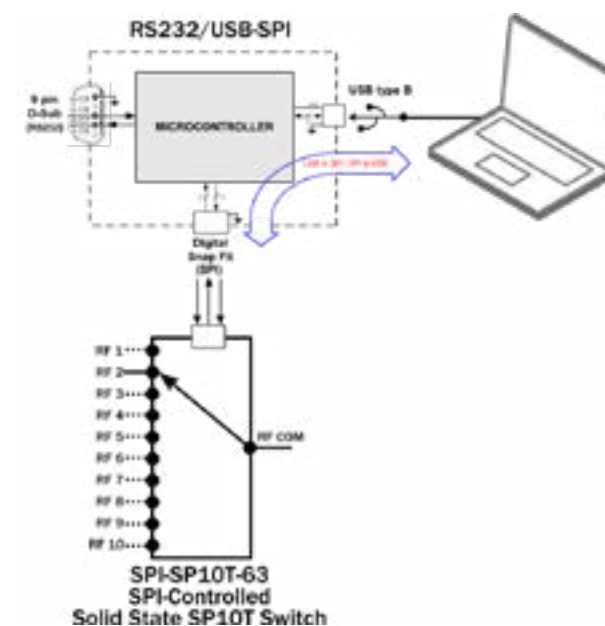 RS232/USB-SPI
9 pin
D-Sub
(RS232)
MICROCONTROLLER
USB type B
Digital
Snap Fit
(SPI)
RF 1
RF 2
RF 3
RF 4
RF 5
RF 6
RF 7
RF 8
RF 9
RF 10
RF COM
SPI-SP10T-63
SPI-Controlled
Solid State SP10T Switch